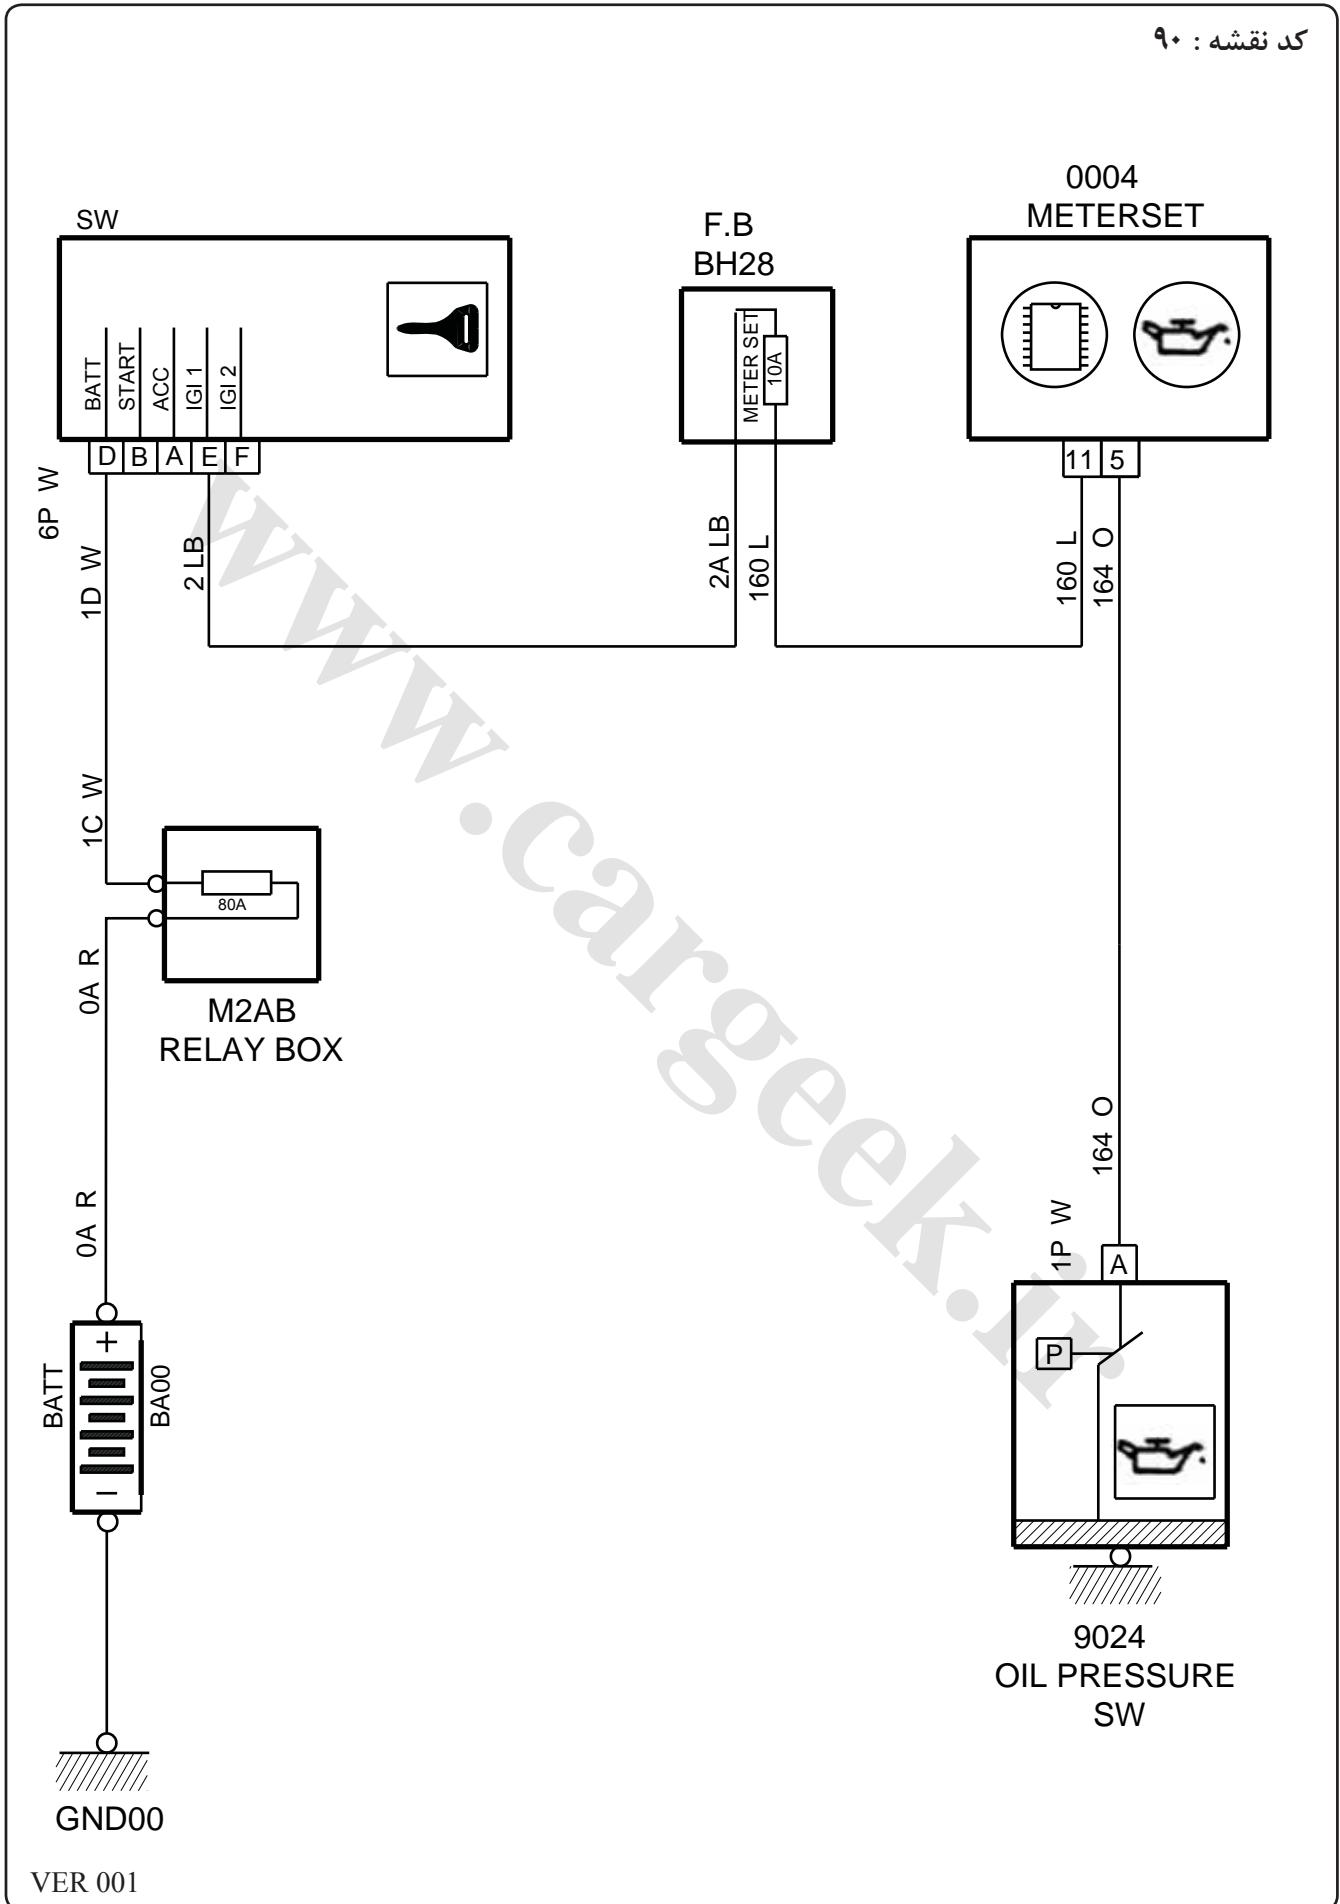 کد نقشه : ۹۰
SW
BATT
START
ACC
IGI 1
IGI 2
D B A E F
6P W
1D W
2 LB
F.B
BH28
METER SET
10A
2A LB
160 L
0004
METERSET
11 5
160 L
164 O
1C W
80A
M2AB
RELAY BOX
0A R
0A R
BATT
+
−
BA00
GND00
164 O
1P W
A
P
9024
OIL PRESSURE
SW
VER 001
www.cargeek.ir